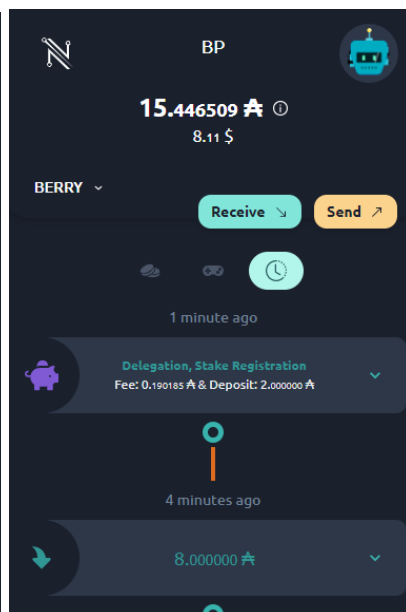 BP
15.446509 ₳
8.11 $
BERRY
Receive ↘
Send ↗
1 minute ago
Delegation, Stake Registration
Fee: 0.190185 ₳ & Deposit: 2.000000 ₳
4 minutes ago
8.000000 ₳